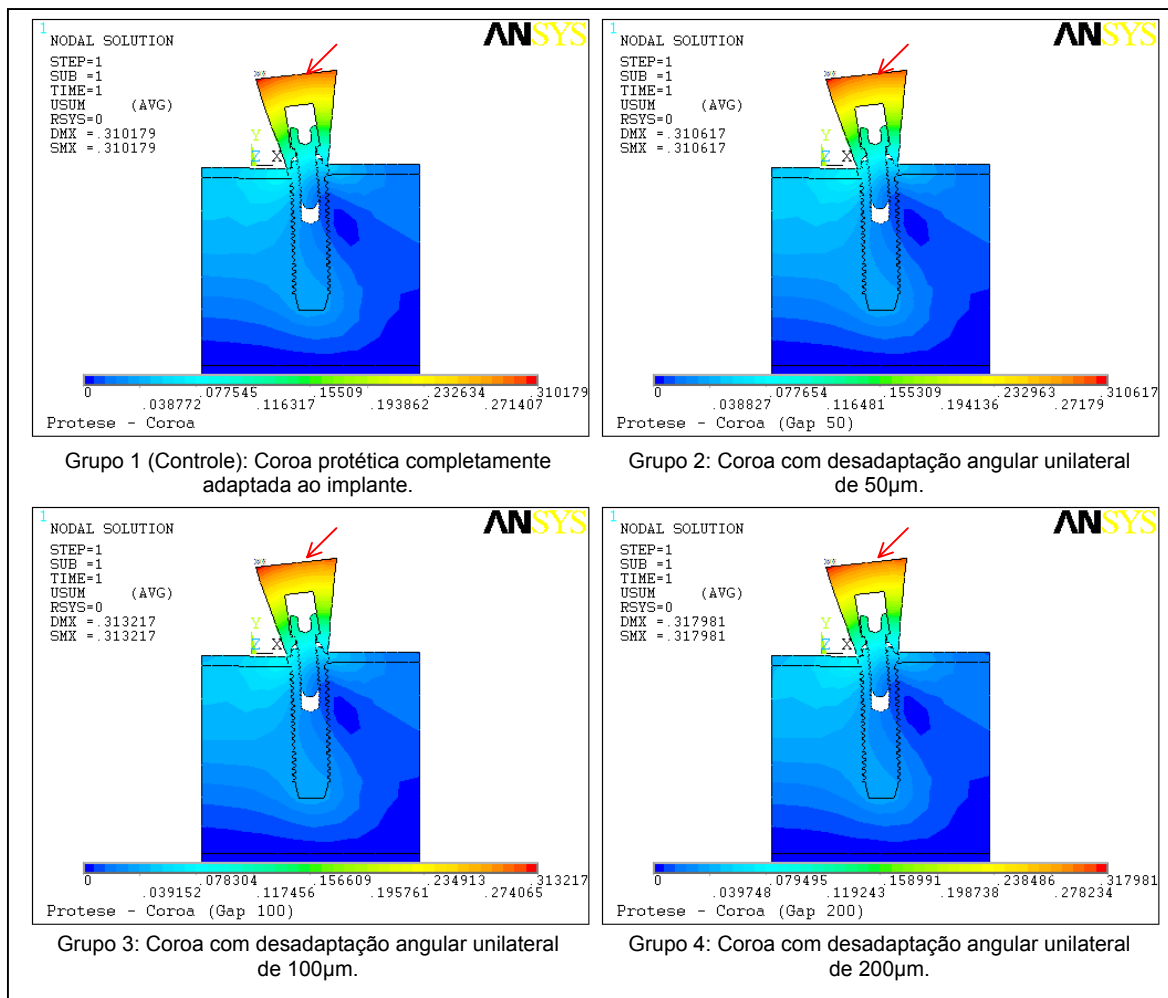 1
ANSYS
NODAL SOLUTION
STEP=1
SUB =1
TIME=1
USUM (AVG)
RSYS=0
DMX =.310179
SMX =.310179
Y
Z X
0 .077545 .15509 .232634 .310179
.038772 .116317 .193862 .271407
Protese - Coroa
Grupo 1 (Controle): Coroa protética completamente
adaptada ao implante.
1
ANSYS
NODAL SOLUTION
STEP=1
SUB =1
TIME=1
USUM (AVG)
RSYS=0
DMX =.310617
SMX =.310617
Y
Z X
0 .077654 .155309 .232963 .310617
.038827 .116481 .194136 .27179
Protese - Coroa (Gap 50)
Grupo 2: Coroa com desadaptação angular unilateral
de 50µm.
1
ANSYS
NODAL SOLUTION
STEP=1
SUB =1
TIME=1
USUM (AVG)
RSYS=0
DMX =.313217
SMX =.313217
Y
Z X
0 .078304 .156609 .234913 .313217
.039152 .117456 .195761 .274065
Protese - Coroa (Gap 100)
Grupo 3: Coroa com desadaptação angular unilateral
de 100µm.
1
ANSYS
NODAL SOLUTION
STEP=1
SUB =1
TIME=1
USUM (AVG)
RSYS=0
DMX =.317981
SMX =.317981
Y
Z X
0 .079495 .158991 .238486 .317981
.039748 .119243 .198738 .278234
Protese - Coroa (Gap 200)
Grupo 4: Coroa com desadaptação angular unilateral
de 200µm.